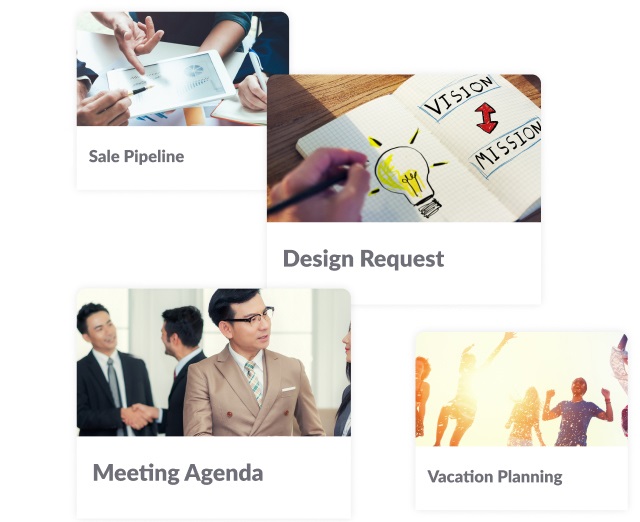 Sale Pipeline
VISION
MISSION
Design Request
Meeting Agenda
Vacation Planning